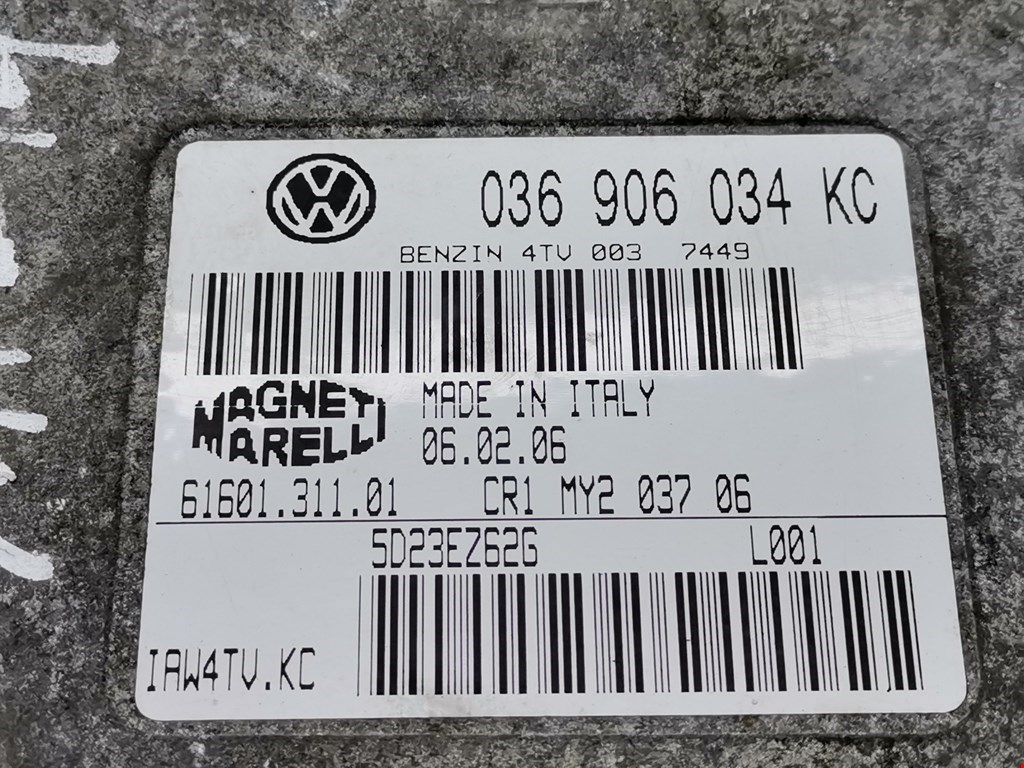 036 906 034 KC
BENZIN 4TV 003 7449
MAGNETI MARELLI
MADE IN ITALY
06.02.06
61601.311.01 CR1 MY2 037 06
5D23EZ62G L001
IAW4TV.KC